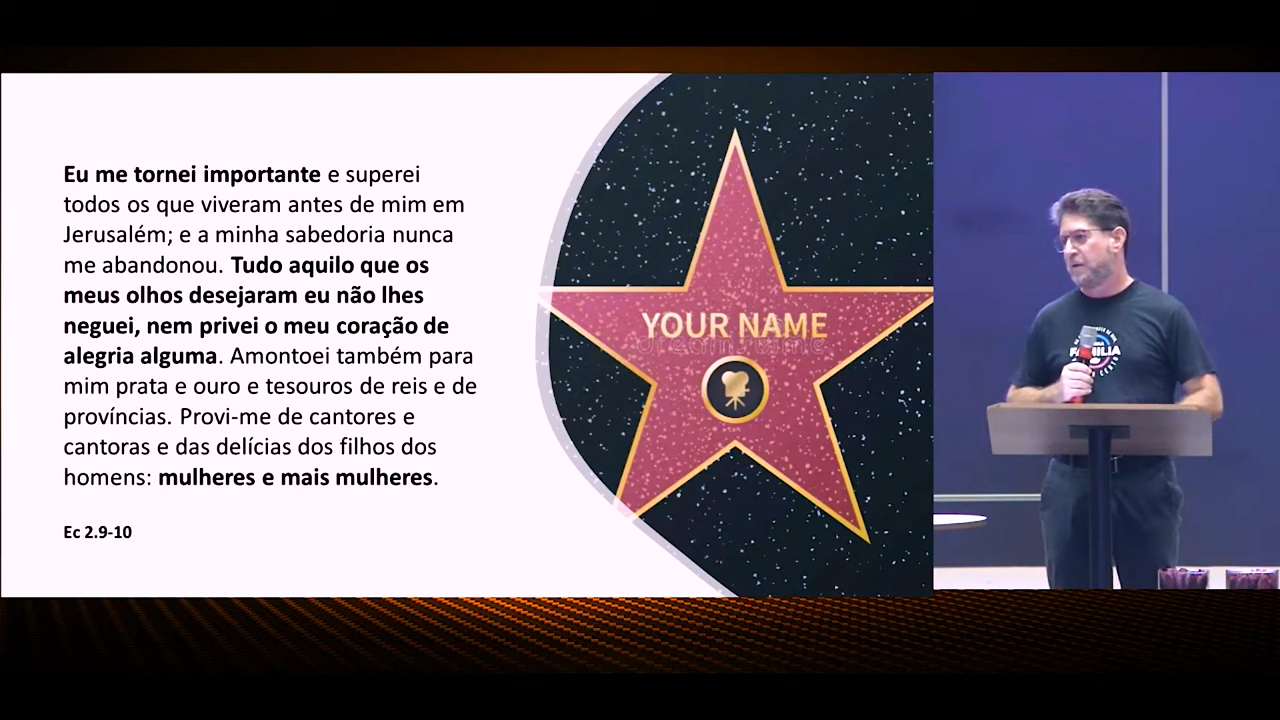 Eu me tornei importante e superei
todos os que viveram antes de mim em
Jerusalém; e a minha sabedoria nunca
me abandonou. Tudo aquilo que os
meus olhos desejaram eu não lhes
neguei, nem privei o meu coração de
alegria alguma. Amontoei também para
mim prata e ouro e tesouros de reis e de
províncias. Provi-me de cantores e
cantoras e das delícias dos filhos dos
homens: mulheres e mais mulheres.
Ec 2.9-10
YOUR NAME
dreamstime
FAMILIA